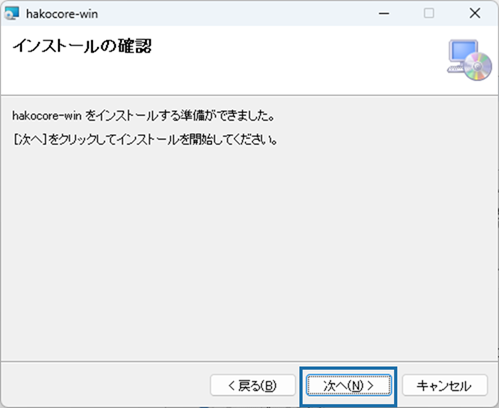 hakocore-win
インストールの確認
hakocore-win をインストールする準備ができました。
[次へ]をクリックしてインストールを開始してください。
< 戻る(B)
次へ(N) >
キャンセル